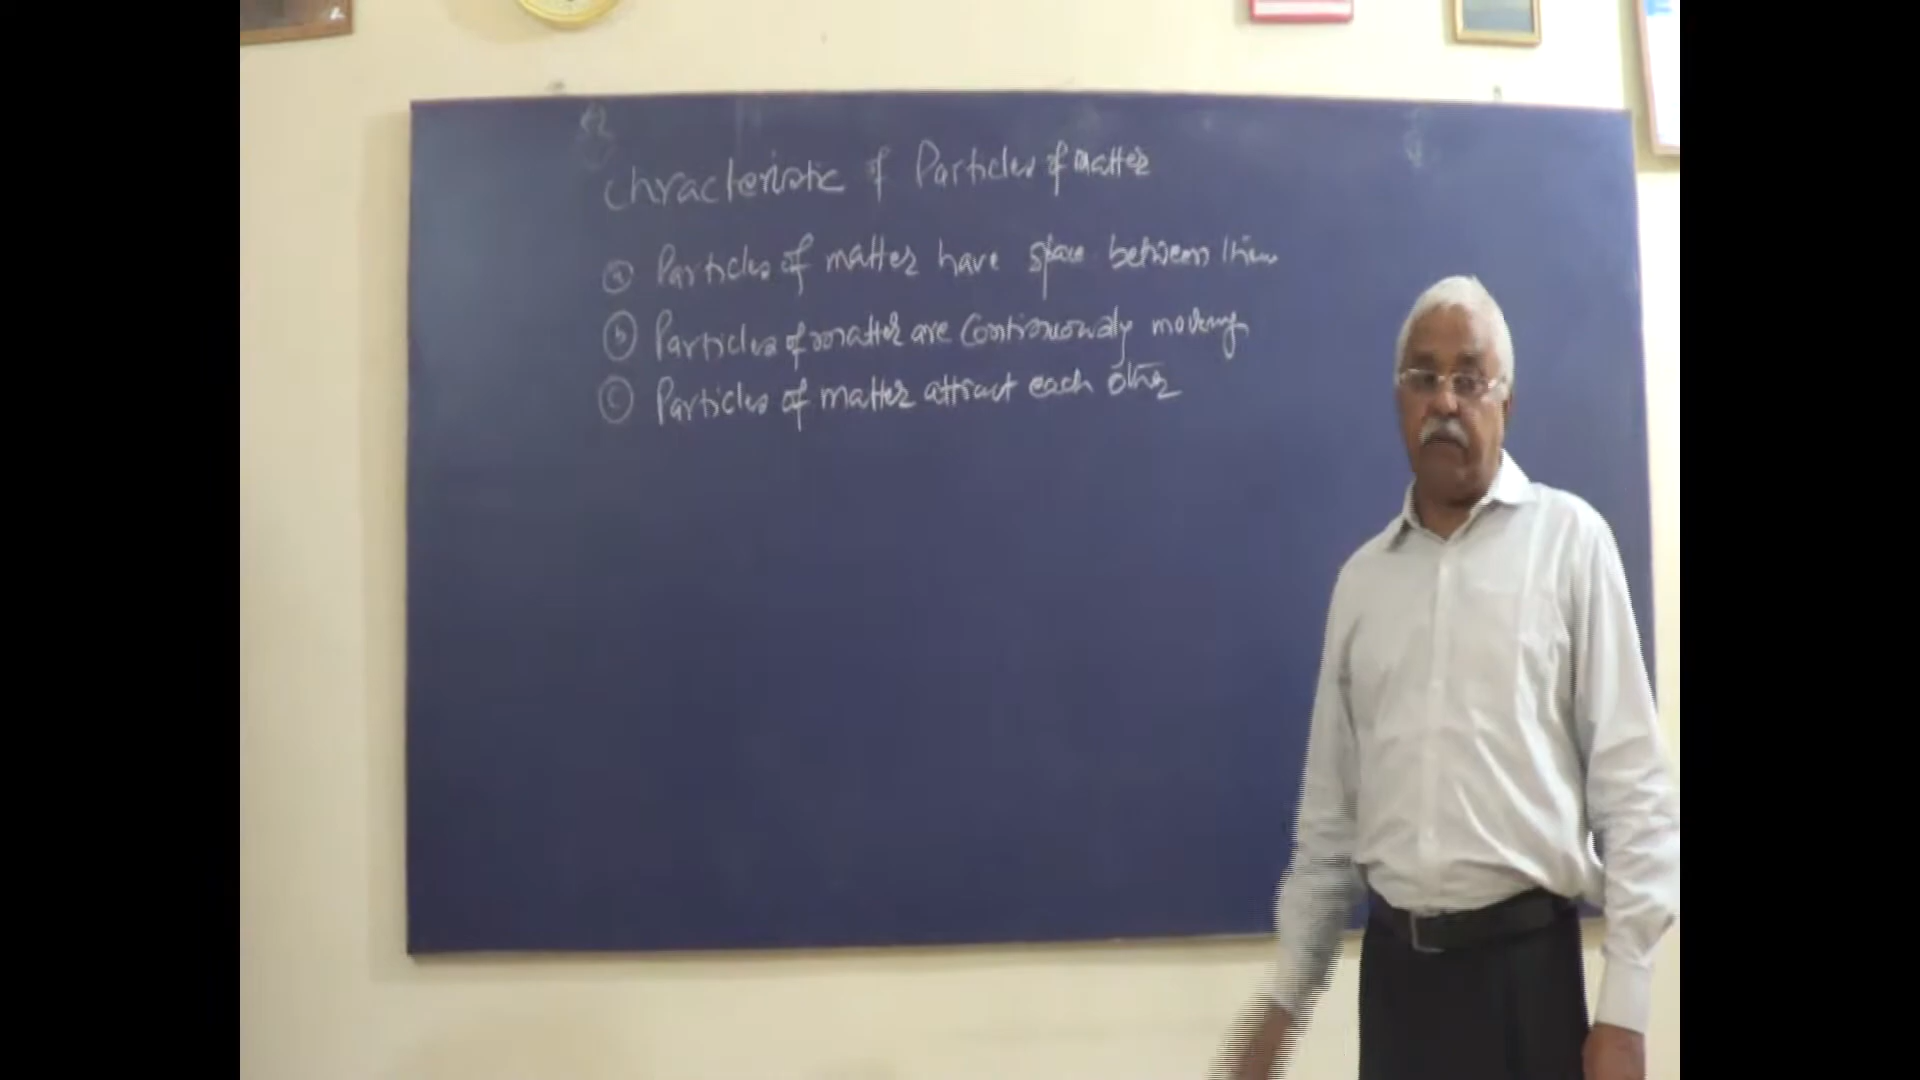 Chracteristic of Particles of matter
(a) Particles of matter have space between them
(b) Particles of matter are Continuously moving
(c) Particles of matter attract each other